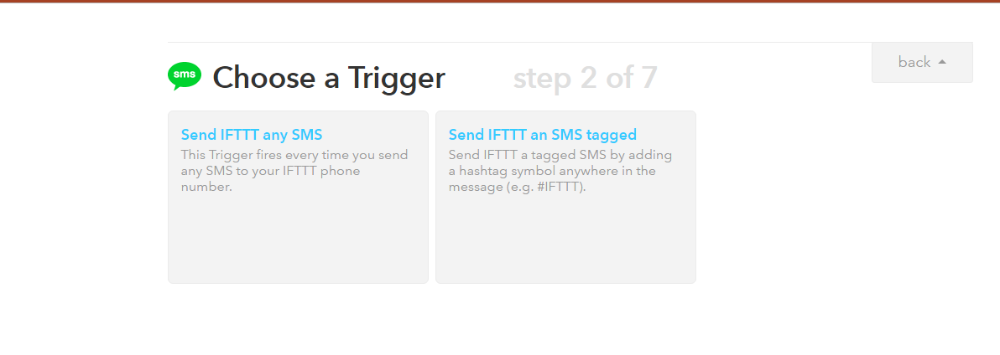 back
sms
Choose a Trigger step 2 of 7
Send IFTTT any SMS
This Trigger fires every time you send
any SMS to your IFTTT phone
number.
Send IFTTT an SMS tagged
Send IFTTT a tagged SMS by adding
a hashtag symbol anywhere in the
message (e.g. #IFTTT).